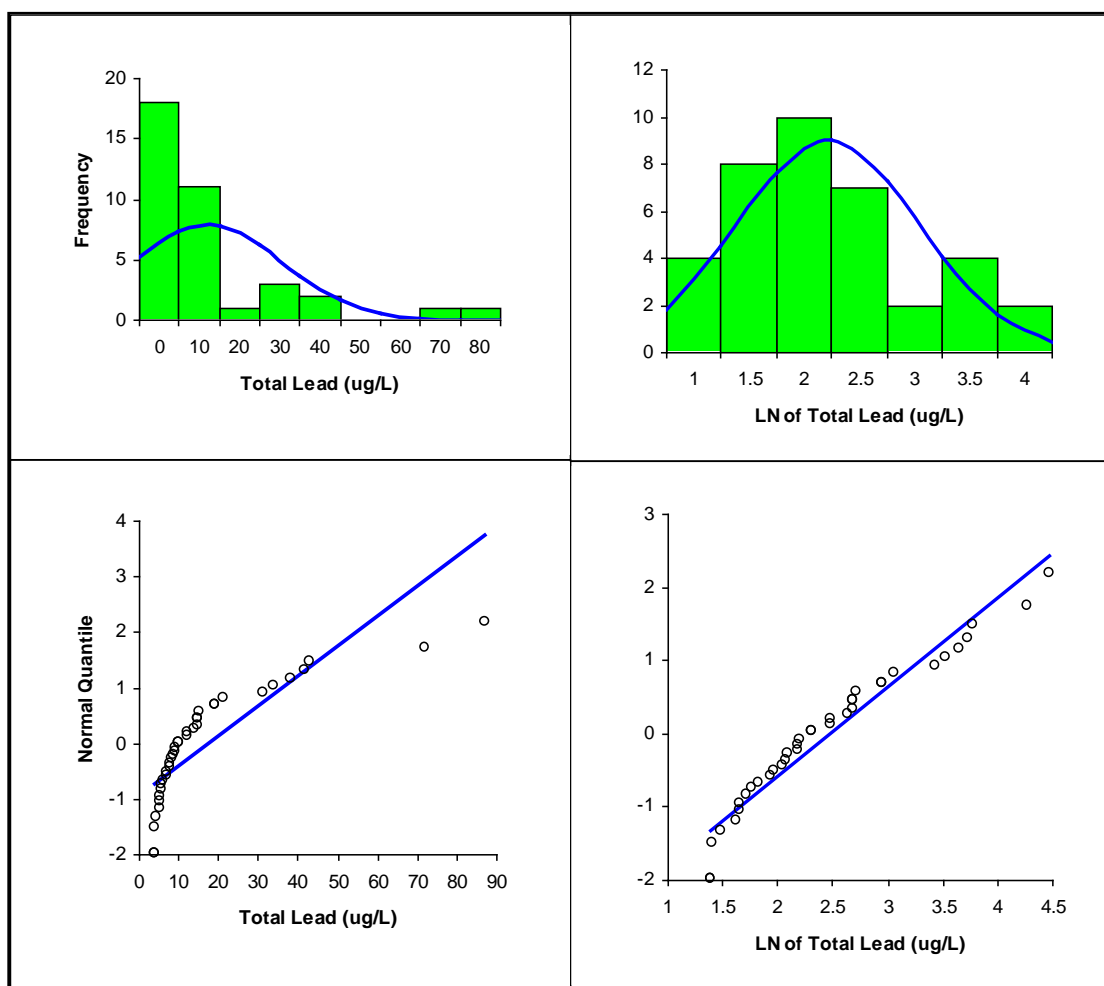 20
15
10
5
0
Frequency
0 10 20 30 40 50 60 70 80
Total Lead (ug/L)
12
10
8
6
4
2
0
1 1.5 2 2.5 3 3.5 4
LN of Total Lead (ug/L)
4
3
2
1
0
-1
-2
Normal Quantile
0 10 20 30 40 50 60 70 80 90
Total Lead (ug/L)
3
2
1
0
-1
-2
1 1.5 2 2.5 3 3.5 4 4.5
LN of Total Lead (ug/L)